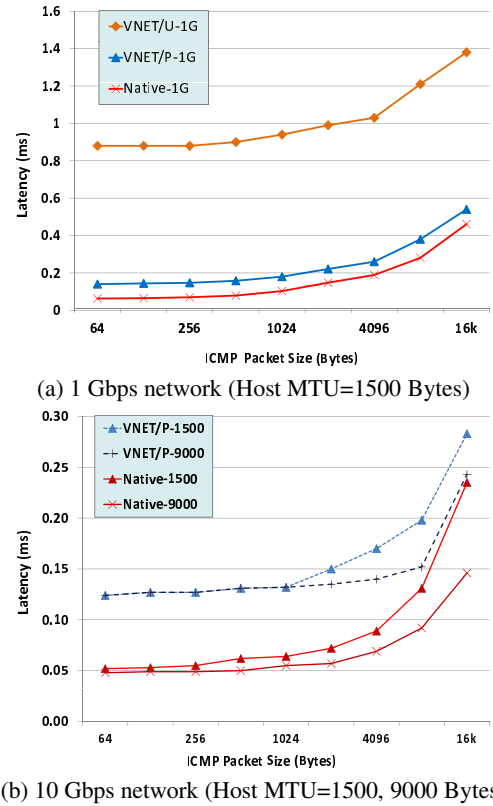 VNET/U-1G
VNET/P-1G
Native-1G
Latency (ms)
1.6
1.4
1.2
1
0.8
0.6
0.4
0.2
0
64 256 1024 4096 16k
ICMP Packet Size (Bytes)
(a) 1 Gbps network (Host MTU=1500 Bytes)
VNET/P-1500
VNET/P-9000
Native-1500
Native-9000
Latency (ms)
0.30
0.25
0.20
0.15
0.10
0.05
0.00
64 256 1024 4096 16k
ICMP Packet Size (Bytes)
(b) 10 Gbps network (Host MTU=1500, 9000 Bytes